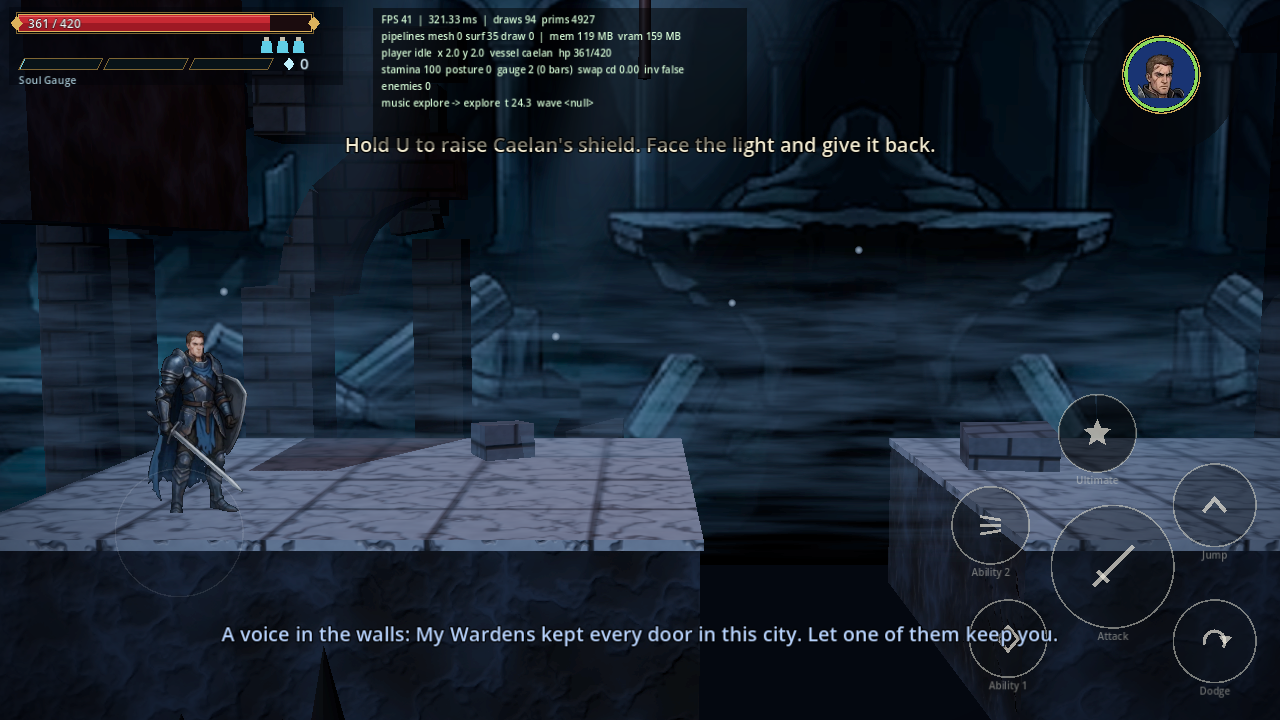 361 / 420
0
Soul Gauge
FPS 41 | 321.33 ms | draws 94 prims 4927
pipelines mesh 0 surf 35 draw 0 | mem 119 MB vram 159 MB
player idle x 2.0 y 2.0 vessel caelan hp 361/420
stamina 100 posture 0 gauge 2 (0 bars) swap cd 0.00 inv false
enemies 0
music explore -> explore t 24.3 wave <null>
Hold U to raise Caelan's shield. Face the light and give it back.
Ultimate
Jump
Ability 2
A voice in the walls: My Wardens kept every door in this city. Let one of them keep you.
Attack
Ability 1
Dodge